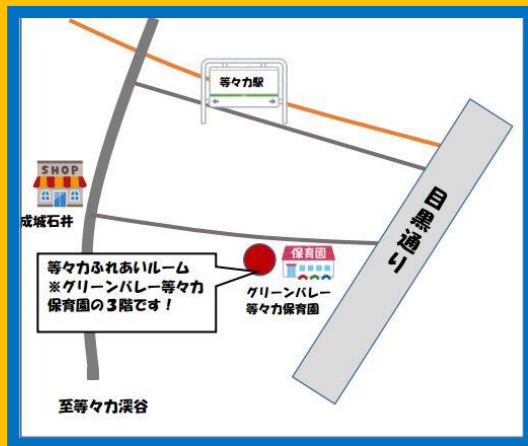 等々力駅
SHOP
成城石井
目黒通り
等々力ふれあいルーム
※グリーンバレー等々力
保育園の３階です！
保育園
グリーンバレー
等々力保育園
至等々力渓谷